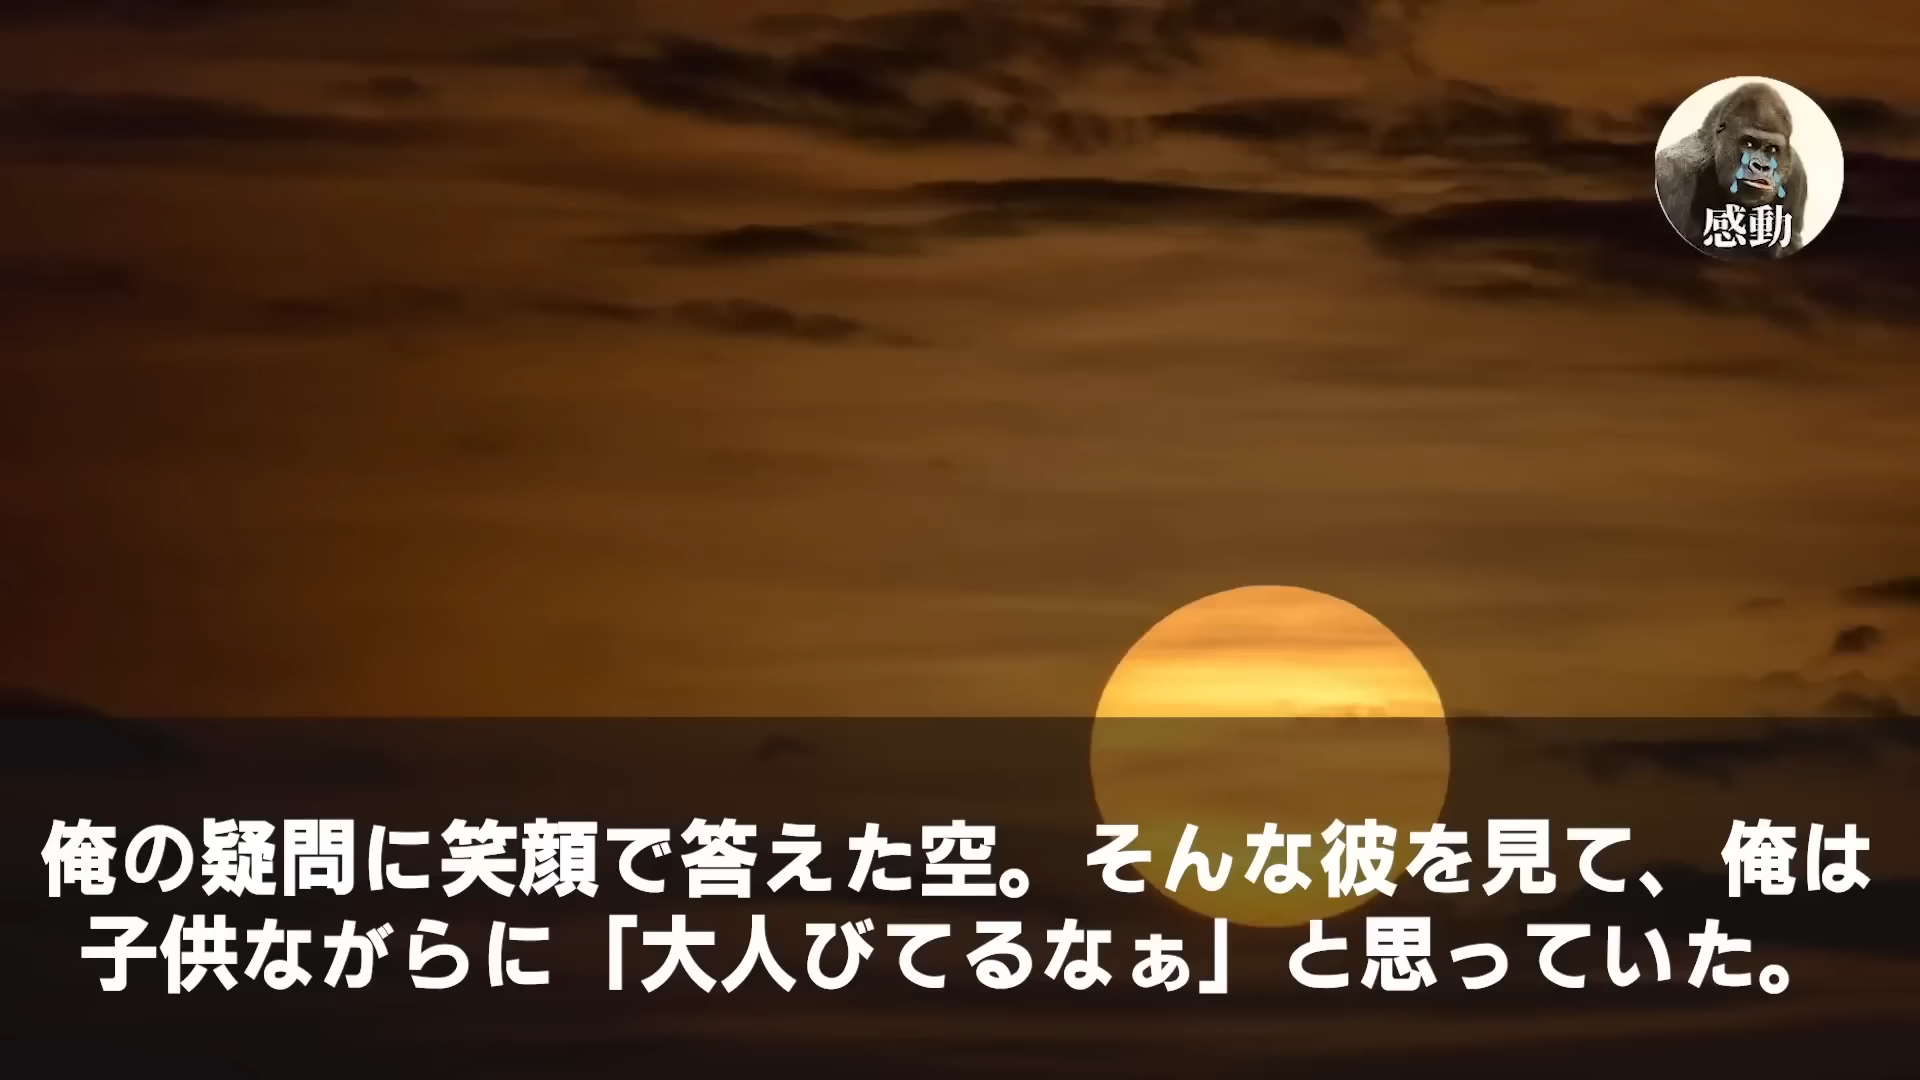 感動
俺の疑問に笑顔で答えた空。そんな彼を見て、俺は
子供ながらに「大人びてるなぁ」と思っていた。